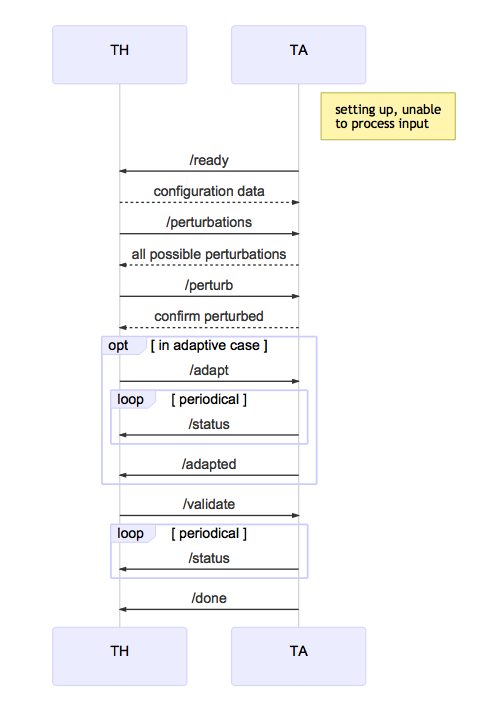 TH TA
setting up, unable
to process input
/ready
configuration data
/perturbations
all possible perturbations
/perturb
confirm perturbed
opt [ in adaptive case ]
/adapt
loop [ periodical ]
/status
/adapted
/validate
loop [ periodical ]
/status
/done
TH TA